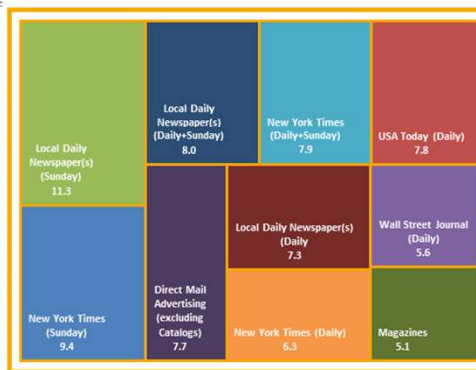 Local Daily
Newspaper(s)
(Sunday)
11.3
Local Daily
Newspaper(s)
(Daily+Sunday)
8.0
New York Times
(Daily+Sunday)
7.9
USA Today (Daily)
7.8
New York Times
(Sunday)
9.4
Direct Mail
Advertising
(excluding
Catalogs)
7.7
Local Daily Newspaper(s)
(Daily
7.3
New York Times (Daily)
6.3
Wall Street Journal
(Daily)
5.6
Magazines
5.1